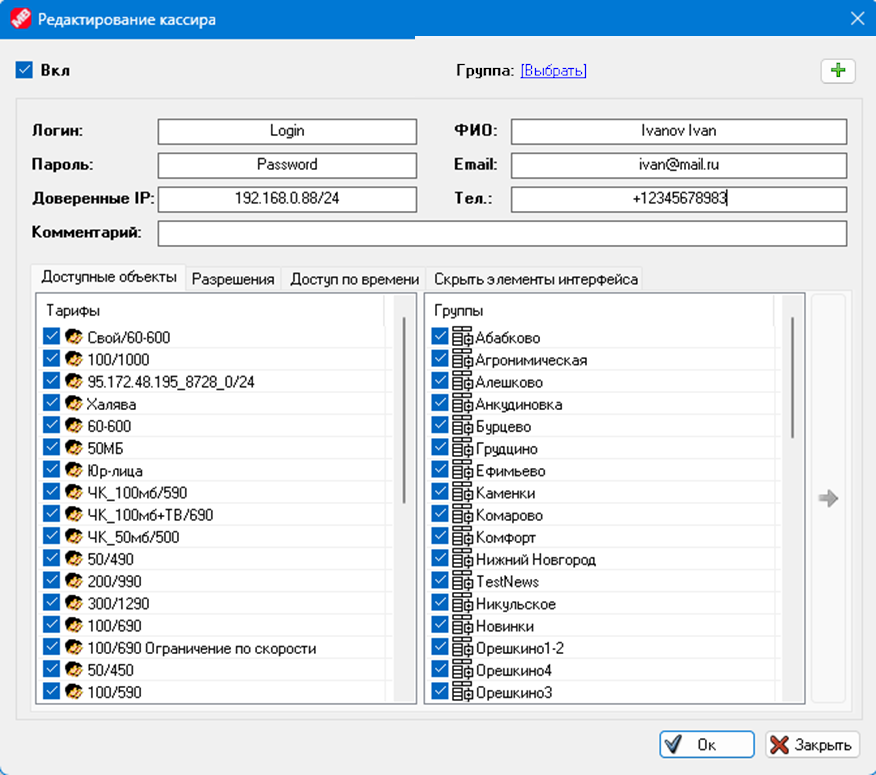 Редактирование кассира
Вкл
Группа: [Выбрать]
Логин: Login ФИО: Ivanov Ivan
Пароль: Password Email: ivan@mail.ru
Доверенные IP: 192.168.0.88/24 Тел.: +12345678983
Комментарий:
Доступные объекты Разрешения Доступ по времени Скрыть элементы интерфейса
Тарифы
Свой/60-600
100/1000
95.172.48.195_8728_0/24
Халява
60-600
50МБ
Юр-лица
ЧК_100мб/590
ЧК_100мб+ТВ/690
ЧК_50мб/500
50/490
200/990
300/1290
100/690
100/690 Ограничение по скорости
50/450
100/590
Группы
Абабково
Агронимическая
Алешково
Анкудиновка
Бурцево
Грудцино
Ефимьево
Каменки
Комарово
Комфорт
Нижний Новгород
TestNews
Никульское
Новинки
Орешкино1-2
Орешкино4
Орешкино3
Ок Закрыть